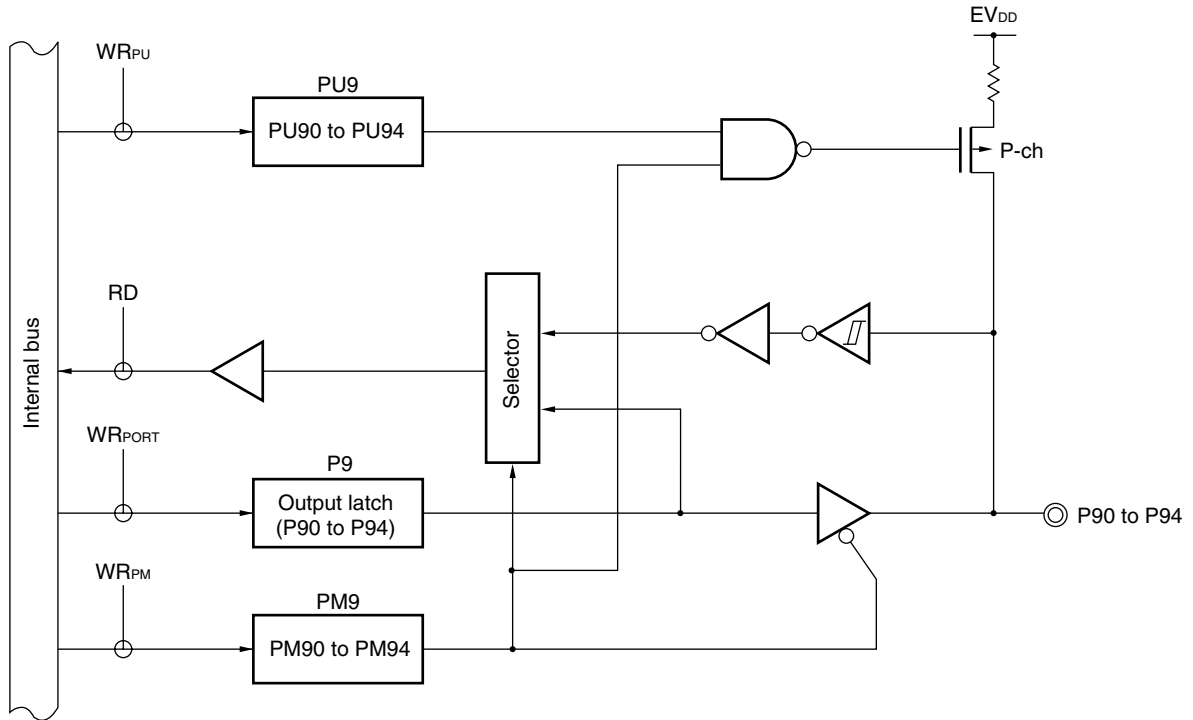 EVDD
WRPU
PU9
PU90 to PU94
P-ch
RD
Selector
Internal bus
WRPORT
P9
Output latch
(P90 to P94)
P90 to P94
WRPM
PM9
PM90 to PM94